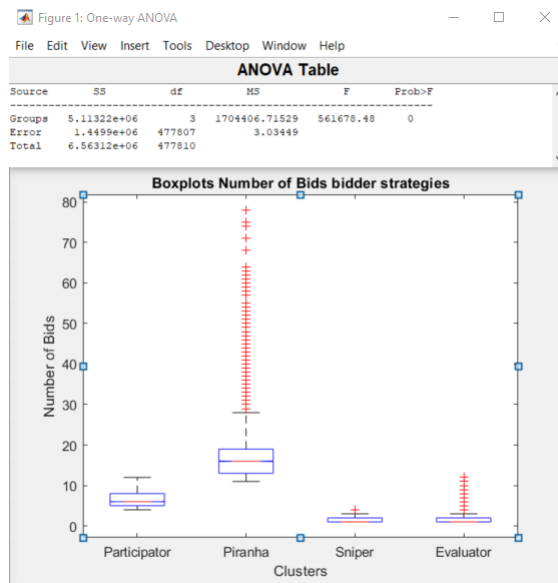 Figure 1: One-way ANOVA
File Edit View Insert Tools Desktop Window Help
ANOVA Table
Source SS df MS F Prob>F
Groups 5.11322e+06 3 1704406.71529 561678.48 0
Error 1.4499e+06 477807 3.03449
Total 6.56312e+06 477810
Boxplots Number of Bids bidder strategies
80
70
60
50
40
30
20
10
0
Number of Bids
Participator Piranha Sniper Evaluator
Clusters